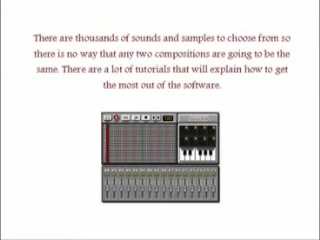 There are thousands of sounds and samples to choose from so
there is no way that any two compositions are going to be the
same. There are a lot of tutorials that will explain how to get
the most out of the software.